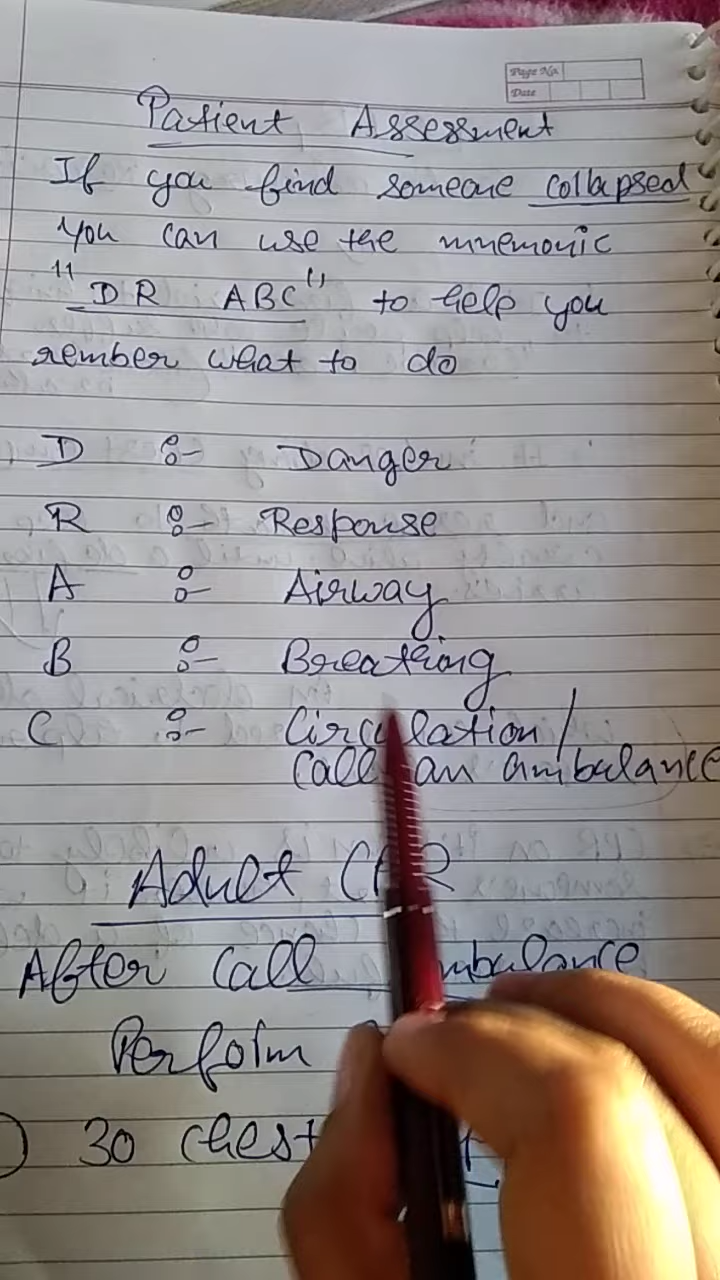 Page No.
Date
Patient Assessment
If you find someone collapsed
you can use the mnemonic
"DR ABC" to help you
rember what to do
D :- Danger
R :- Response
A :- Airway
B :- Breathing
C :- Circulation /
Call an ambulance
Adult CPR
After Call ambulance
Perform
30 chest